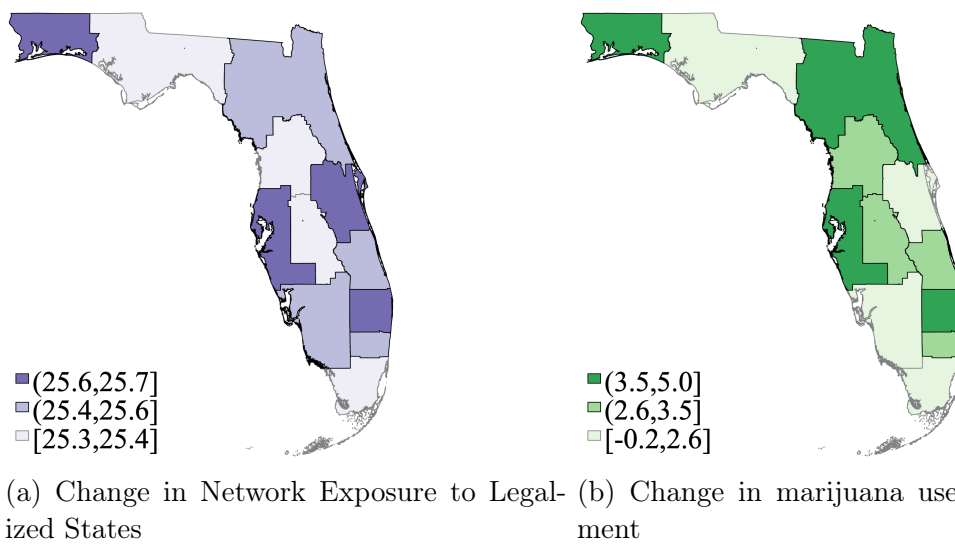 (25.6,25.7]
(25.4,25.6]
[25.3,25.4]
(3.5,5.0]
(2.6,3.5]
[-0.2,2.6]
(a) Change in Network Exposure to Legal-
ized States
(b) Change in marijuana use
ment